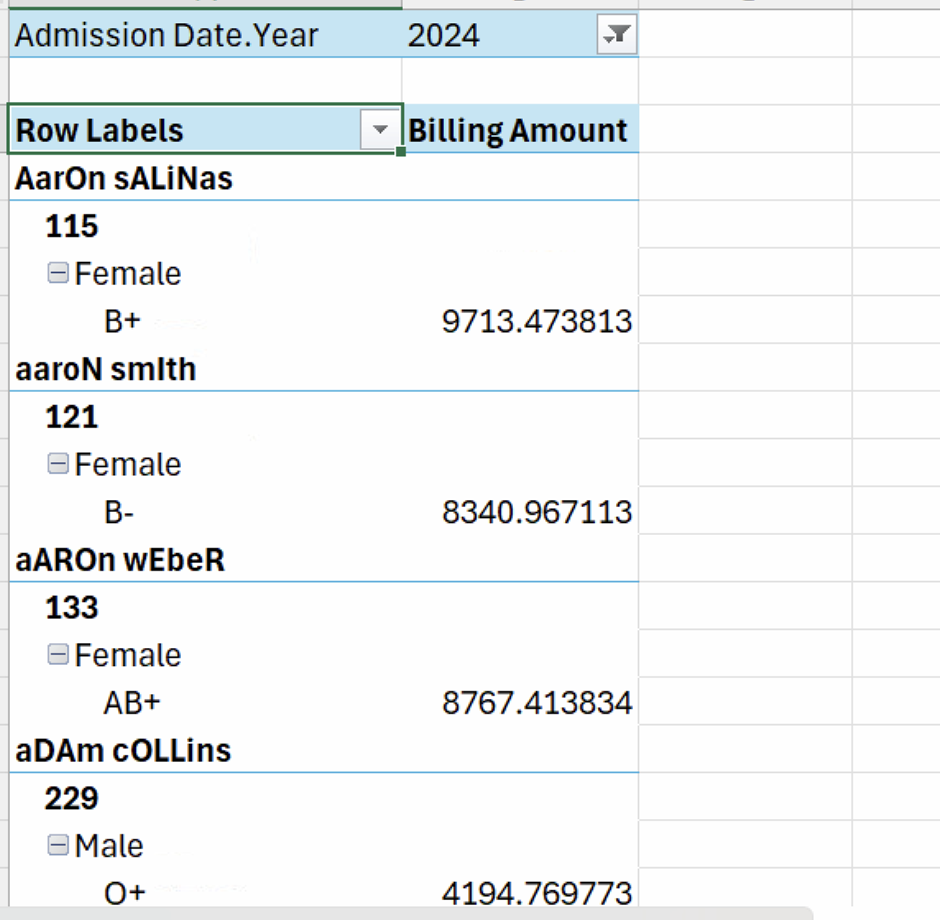 Admission Date.Year 2024
Row Labels Billing Amount
AarOn sALiNas
115
Female
B+ 9713.473813
aaroN smIth
121
Female
B- 8340.967113
aAROn wEbeR
133
Female
AB+ 8767.413834
aDAm cOLLins
229
Male
O+ 4194.769773